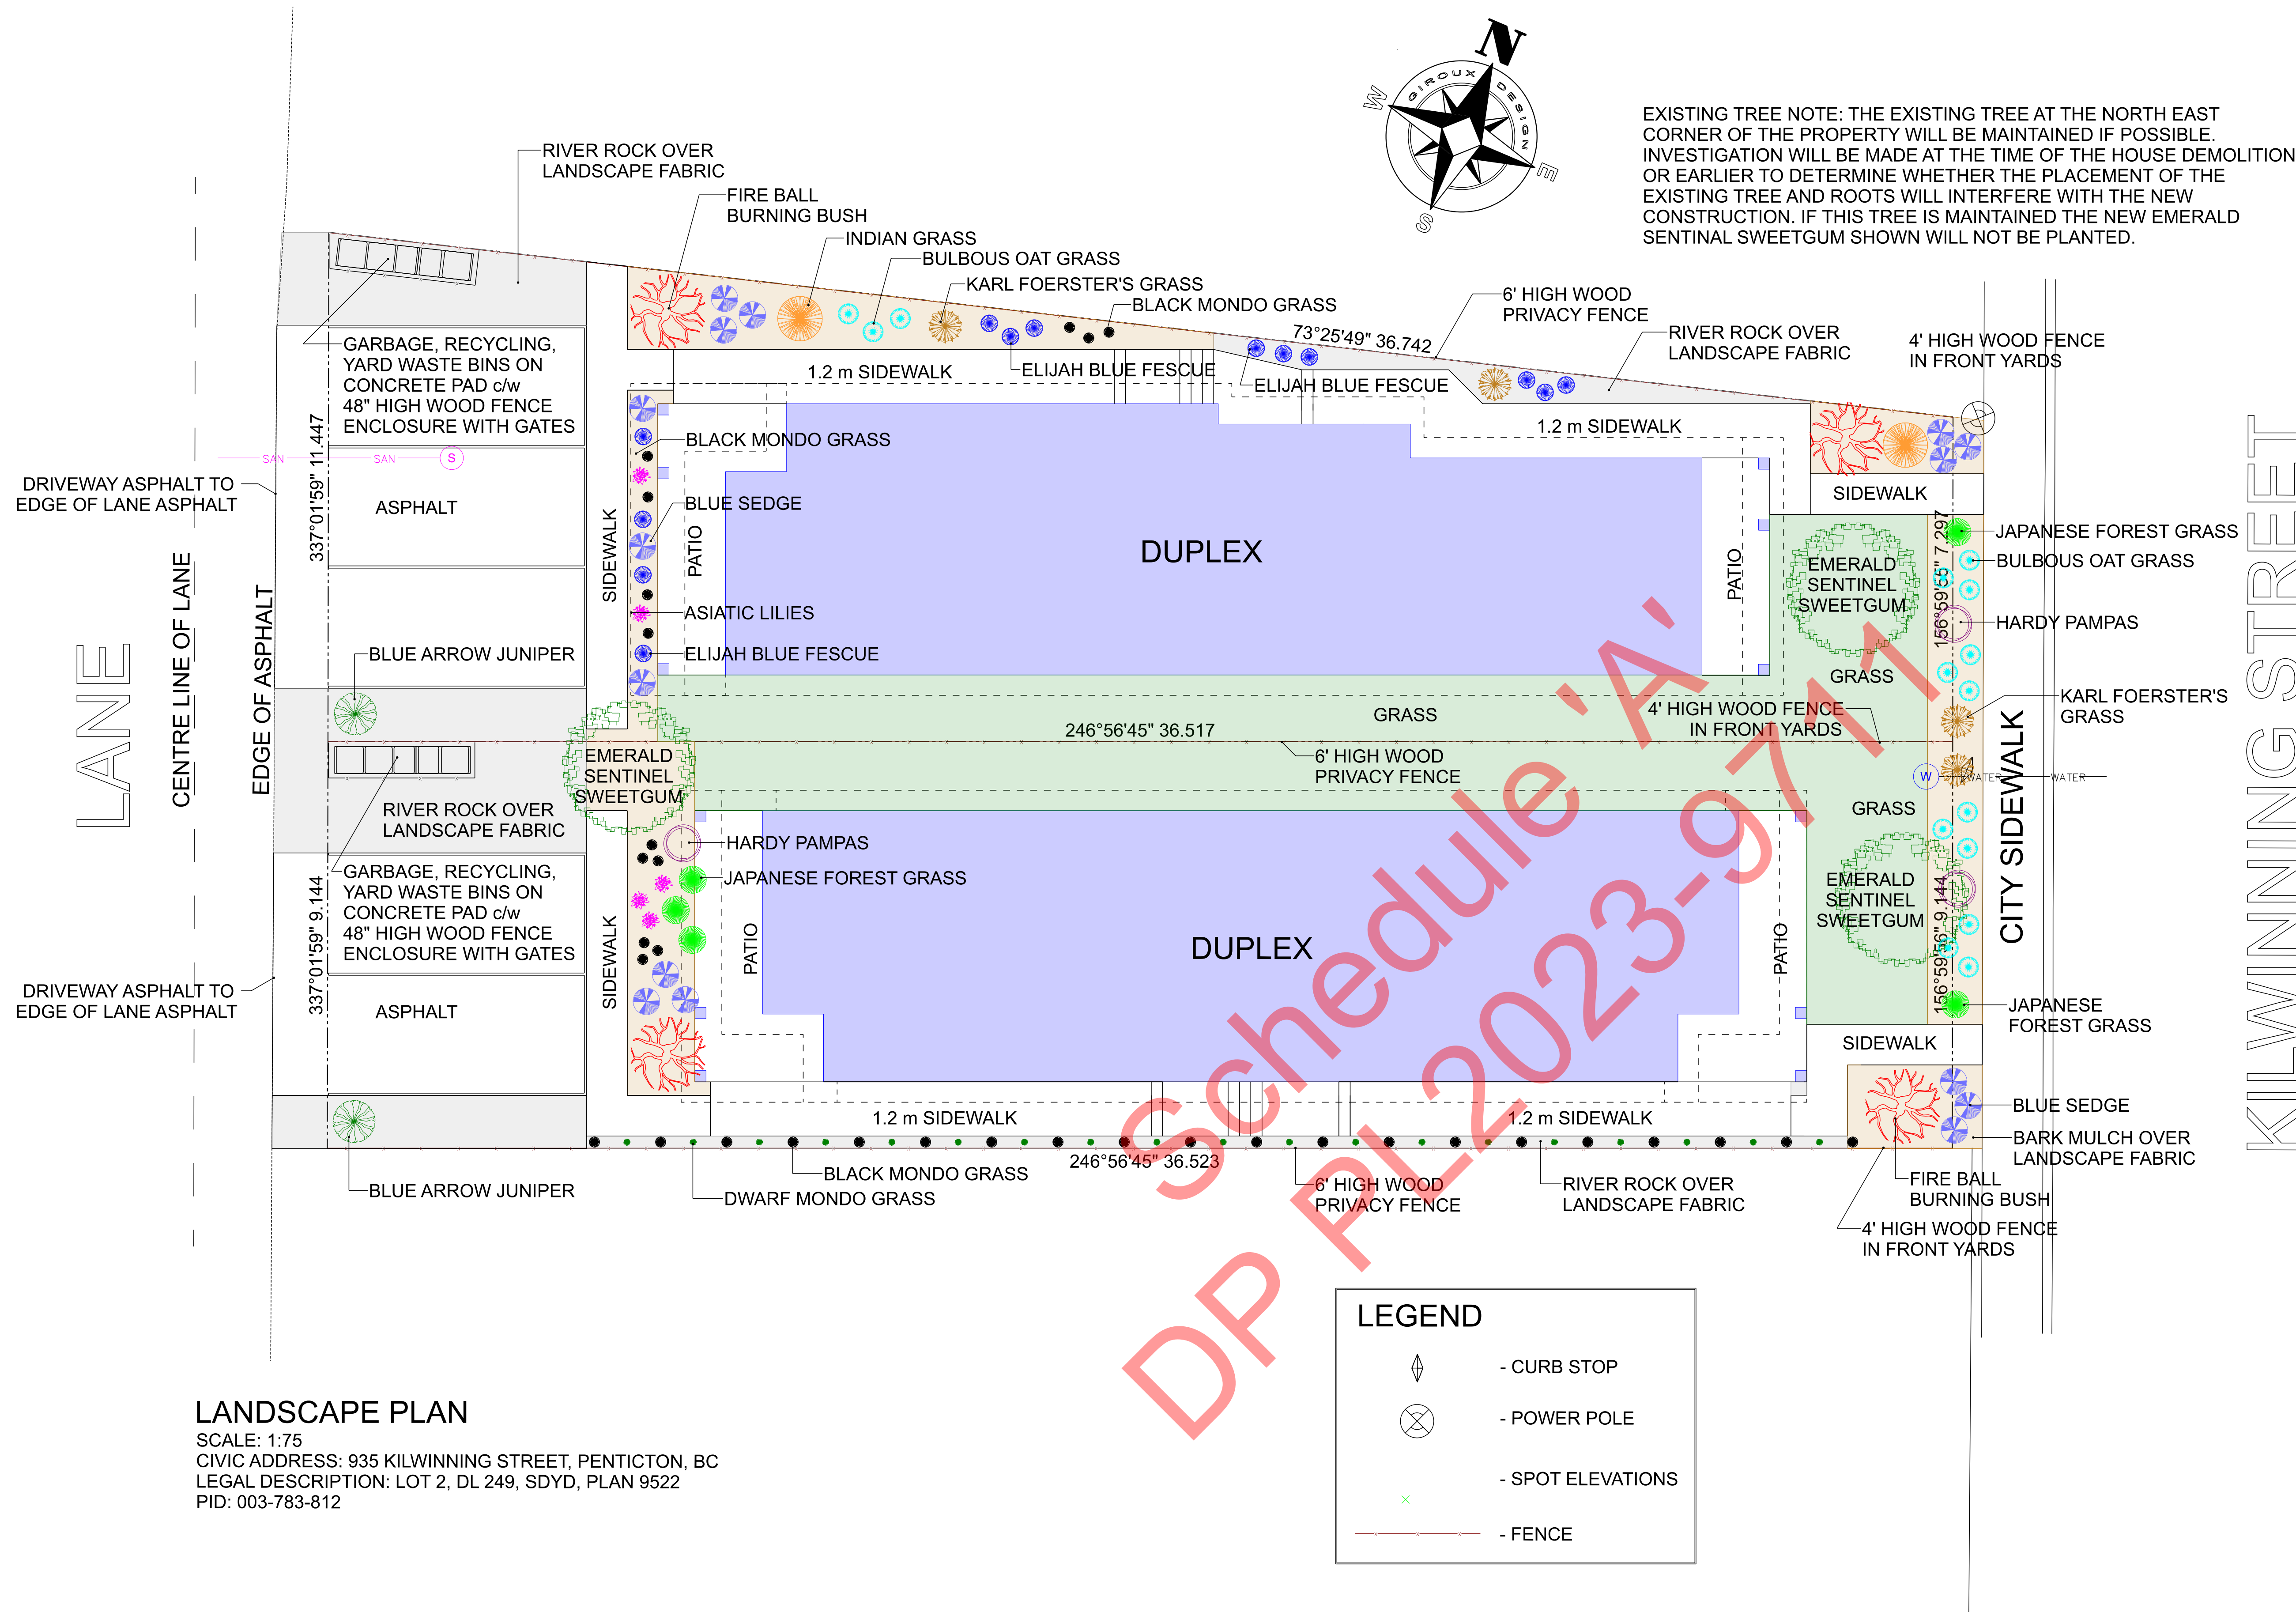 N
W
E
S
GIROUX DESIGN
EXISTING TREE NOTE: THE EXISTING TREE AT THE NORTH EAST
CORNER OF THE PROPERTY WILL BE MAINTAINED IF POSSIBLE.
INVESTIGATION WILL BE MADE AT THE TIME OF THE HOUSE DEMOLITION
OR EARLIER TO DETERMINE WHETHER THE PLACEMENT OF THE
EXISTING TREE AND ROOTS WILL INTERFERE WITH THE NEW
CONSTRUCTION. IF THIS TREE IS MAINTAINED THE NEW EMERALD
SENTINAL SWEETGUM SHOWN WILL NOT BE PLANTED.
RIVER ROCK OVER
LANDSCAPE FABRIC
FIRE BALL
BURNING BUSH
INDIAN GRASS
BULBOUS OAT GRASS
KARL FOERSTER'S GRASS
BLACK MONDO GRASS
6' HIGH WOOD
PRIVACY FENCE
73°25'49" 36.742
RIVER ROCK OVER
LANDSCAPE FABRIC
4' HIGH WOOD FENCE
IN FRONT YARDS
GARBAGE, RECYCLING,
YARD WASTE BINS ON
CONCRETE PAD c/w
48" HIGH WOOD FENCE
ENCLOSURE WITH GATES
1.2 m SIDEWALK
ELIJAH BLUE FESCUE
ELIJAH BLUE FESCUE
1.2 m SIDEWALK
337°01'59" 11.447
SAN
SAN
S
BLACK MONDO GRASS
DRIVEWAY ASPHALT TO
EDGE OF LANE ASPHALT
ASPHALT
SIDEWALK
BLUE SEDGE
PATIO
DUPLEX
PATIO
SIDEWALK
EMERALD
SENTINEL
SWEETGUM
156°59'55" 7.297
JAPANESE FOREST GRASS
BULBOUS OAT GRASS
HARDY PAMPAS
ASIATIC LILIES
ELIJAH BLUE FESCUE
BLUE ARROW JUNIPER
GRASS
KARL FOERSTER'S
GRASS
LANE
CENTRE LINE OF LANE
EDGE OF ASPHALT
GRASS
4' HIGH WOOD FENCE
IN FRONT YARDS
246°56'45" 36.517
6' HIGH WOOD
PRIVACY FENCE
EMERALD
SENTINEL
SWEETGUM
W
WATER
WATER
CITY SIDEWALK
KILWINNING STREET
RIVER ROCK OVER
LANDSCAPE FABRIC
GRASS
HARDY PAMPAS
JAPANESE FOREST GRASS
GARBAGE, RECYCLING,
YARD WASTE BINS ON
CONCRETE PAD c/w
48" HIGH WOOD FENCE
ENCLOSURE WITH GATES
337°01'59" 9.144
SIDEWALK
PATIO
DUPLEX
PATIO
EMERALD
SENTINEL
SWEETGUM
156°59'56" 9.144
DRIVEWAY ASPHALT TO
EDGE OF LANE ASPHALT
ASPHALT
JAPANESE
FOREST GRASS
SIDEWALK
1.2 m SIDEWALK
1.2 m SIDEWALK
BLUE SEDGE
BARK MULCH OVER
LANDSCAPE FABRIC
246°56'45" 36.523
BLUE ARROW JUNIPER
BLACK MONDO GRASS
DWARF MONDO GRASS
6' HIGH WOOD
PRIVACY FENCE
RIVER ROCK OVER
LANDSCAPE FABRIC
FIRE BALL
BURNING BUSH
4' HIGH WOOD FENCE
IN FRONT YARDS
Schedule 'A'
DP PL2023-9711
LEGEND
- CURB STOP
- POWER POLE
- SPOT ELEVATIONS
- FENCE
LANDSCAPE PLAN
SCALE: 1:75
CIVIC ADDRESS: 935 KILWINNING STREET, PENTICTON, BC
LEGAL DESCRIPTION: LOT 2, DL 249, SDYD, PLAN 9522
PID: 003-783-812